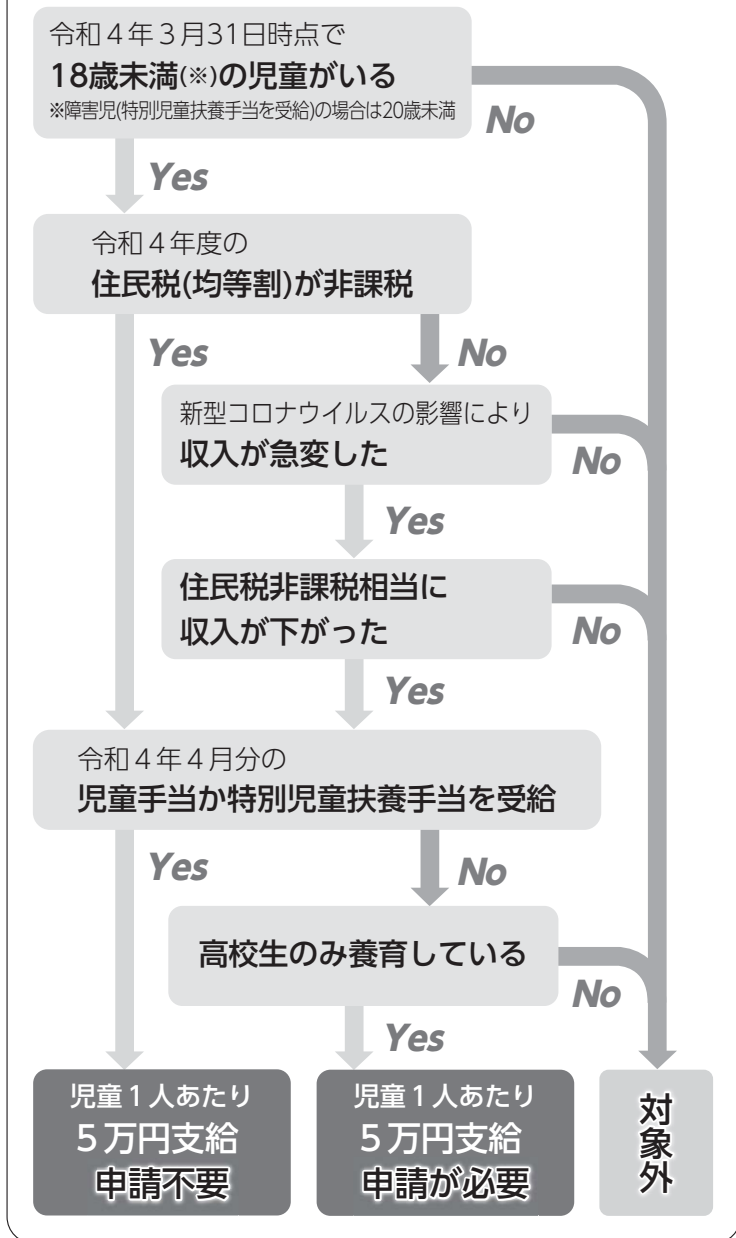 令和４年３月31日時点で
18歳未満(※)の児童がいる
※障害児(特別児童扶養手当を受給)の場合は20歳未満
No
Yes
令和４年度の
住民税(均等割)が非課税
Yes
No
新型コロナウイルスの影響により
収入が急変した
No
Yes
住民税非課税相当に
収入が下がった
No
Yes
令和４年４月分の
児童手当か特別児童扶養手当を受給
Yes
No
高校生のみ養育している
No
Yes
児童１人あたり
５万円支給
申請不要
児童１人あたり
５万円支給
申請が必要
対象外